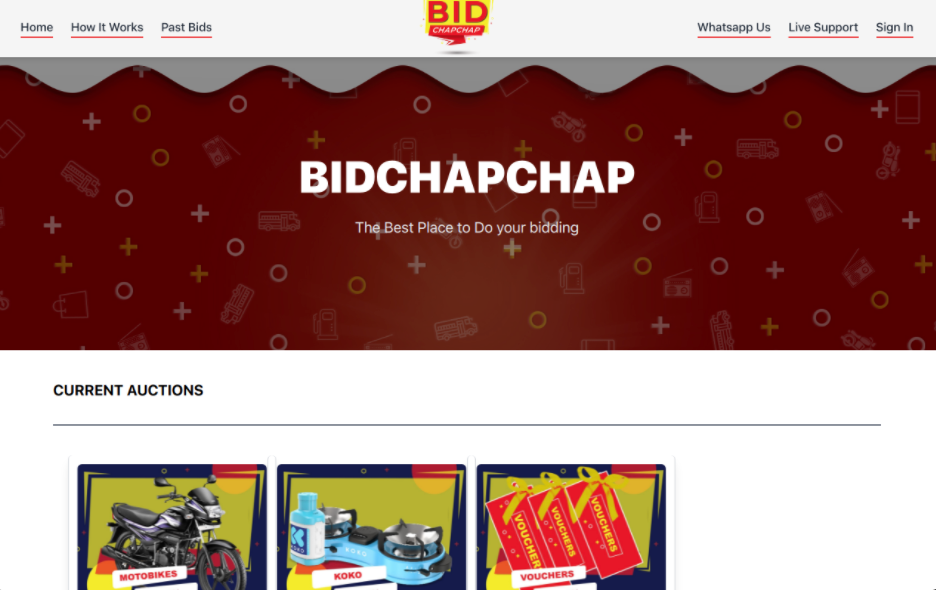 Home How It Works Past Bids
BID
CHAPCHAP
Whatsapp Us Live Support Sign In
BIDCHAPCHAP
The Best Place to Do your bidding
CURRENT AUCTIONS
MOTOBIKES
KOKO
KOKO
VOUCHERS
VOUCHERS
VOUCHERS
VOUCHERS